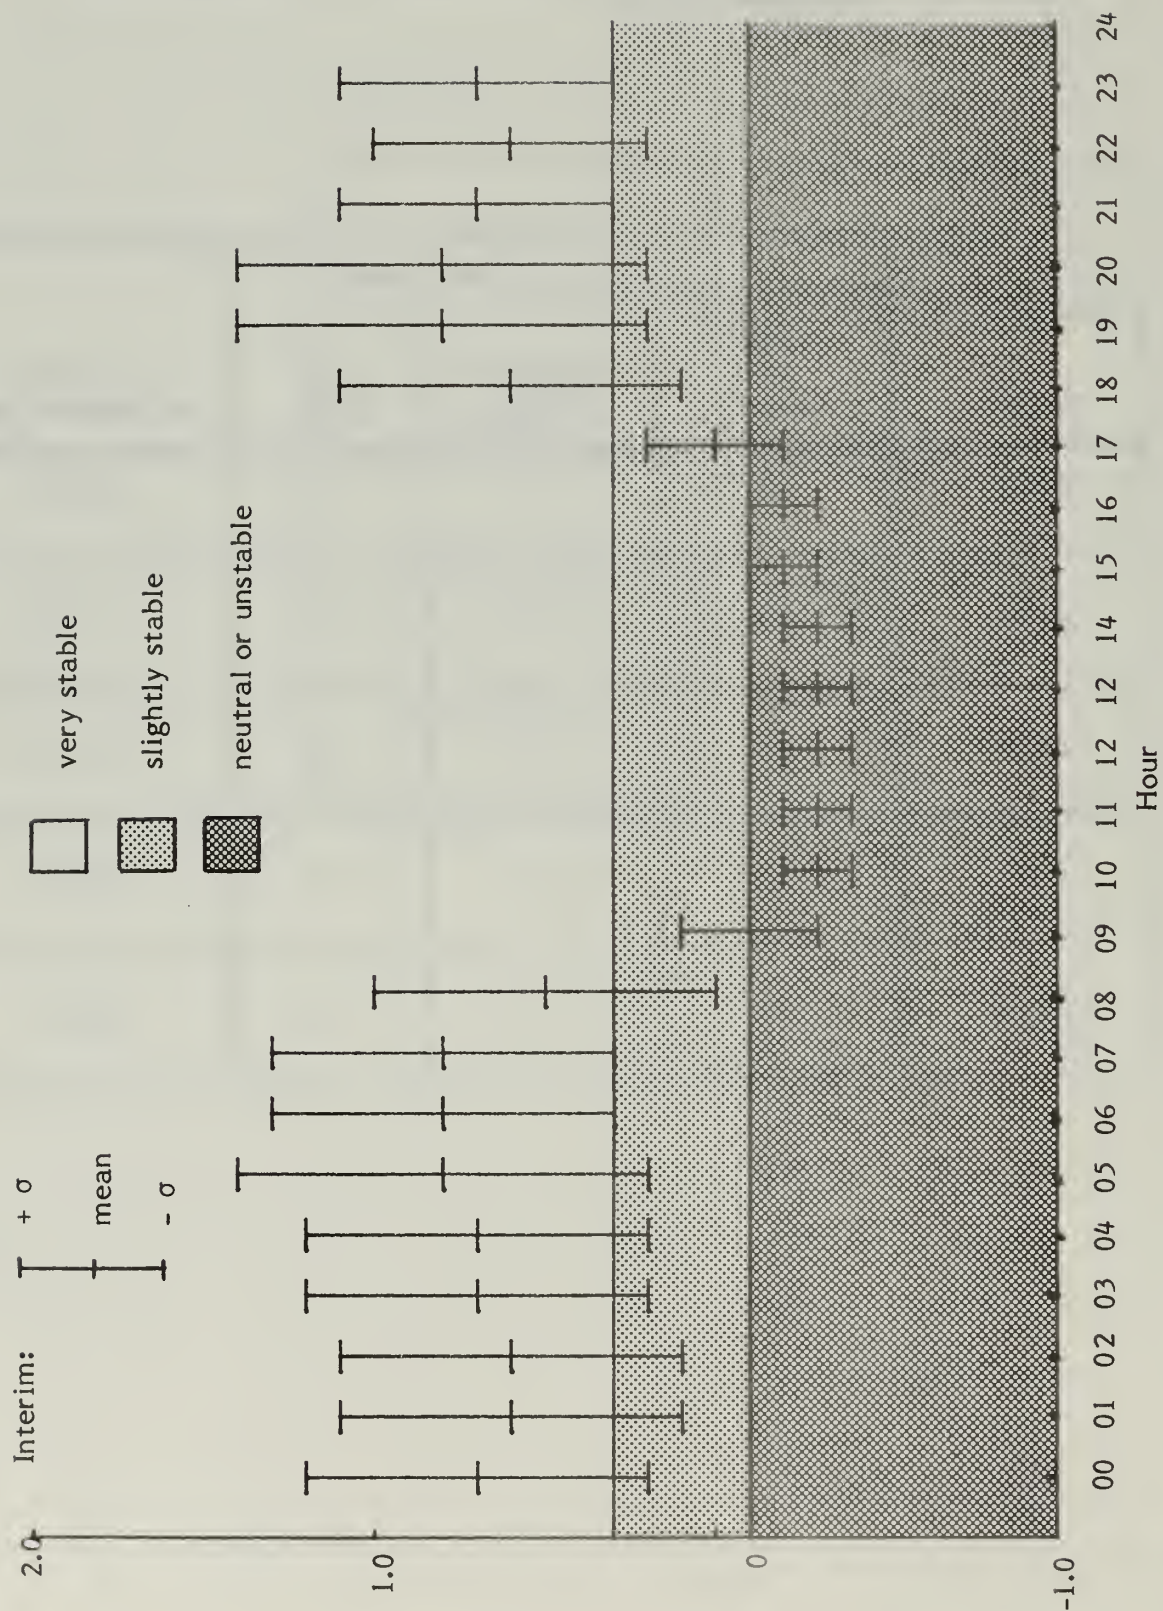 Interim:
+ σ
mean
- σ
very stable
slightly stable
neutral or unstable
2.0
1.0
0
-1.0
00 01 02 03 04 05 06 07 08 09 10 11 12 12 14 15 16 17 18 19 20 21 22 23 24
Hour